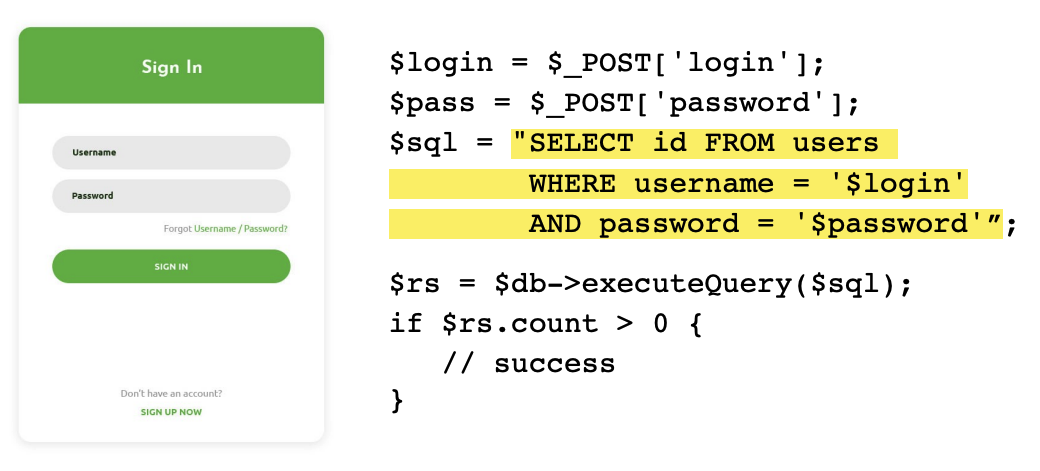 Sign In
Username
Password
Forgot Username / Password?
SIGN IN
Don't have an account?
SIGN UP NOW
$login = $_POST['login'];
$pass = $_POST['password'];
$sql = "SELECT id FROM users
WHERE username = '$login'
AND password = '$password'”;
$rs = $db->executeQuery($sql);
if $rs.count > 0 {
// success
}